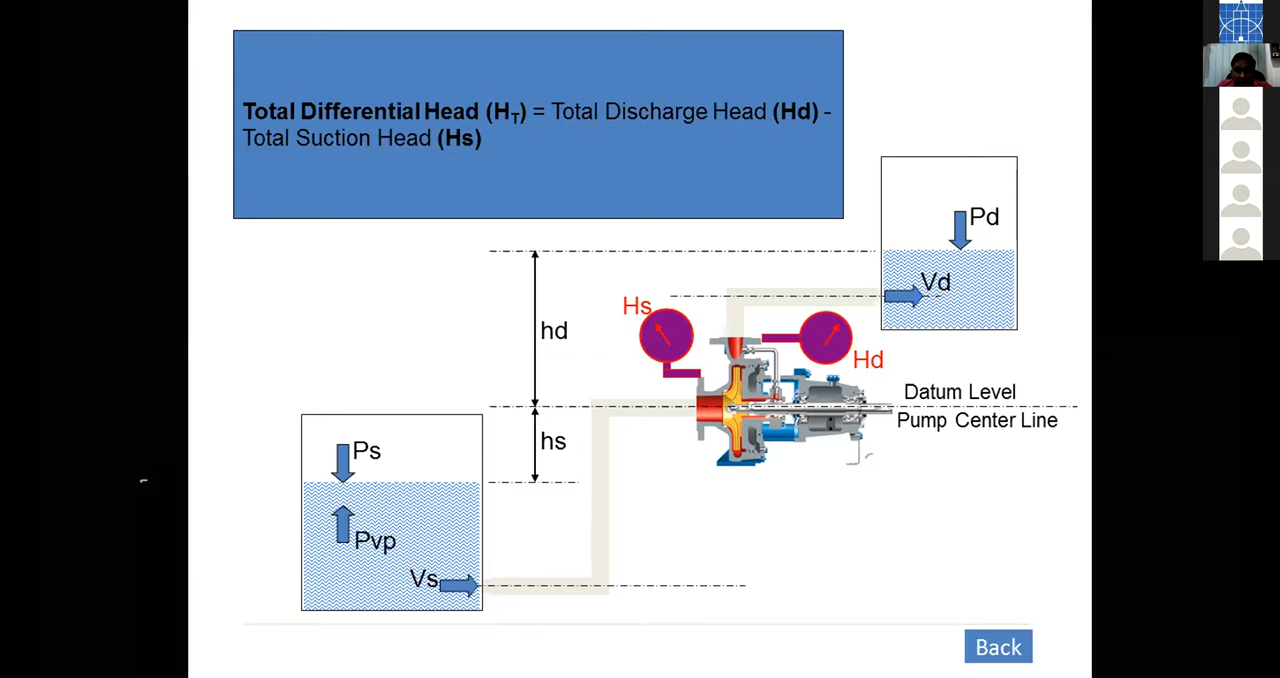 Total Differential Head (HT) = Total Discharge Head (Hd) -
Total Suction Head (Hs)
Pd
Vd
Hs
hd
Hd
Datum Level
Pump Center Line
hs
Ps
Pvp
Vs
Back